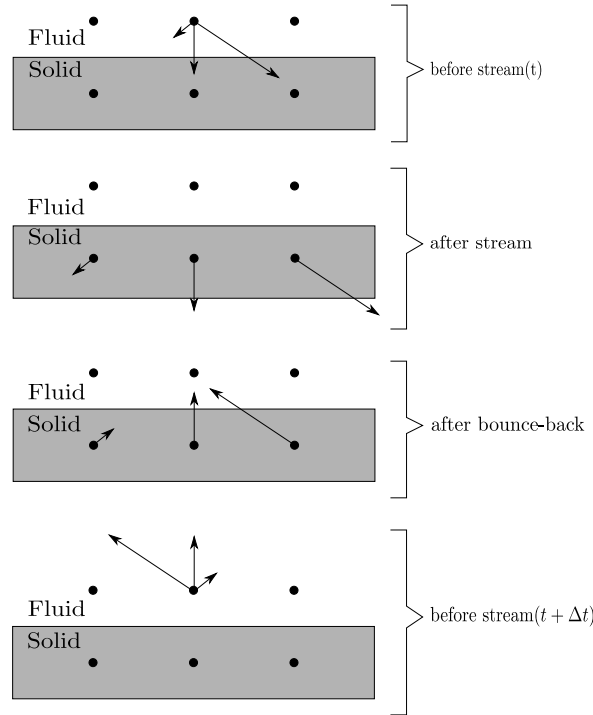 Fluid
Solid
before stream(t)
Fluid
Solid
after stream
Fluid
Solid
after bounce-back
Fluid
Solid
before stream(t + Δt)